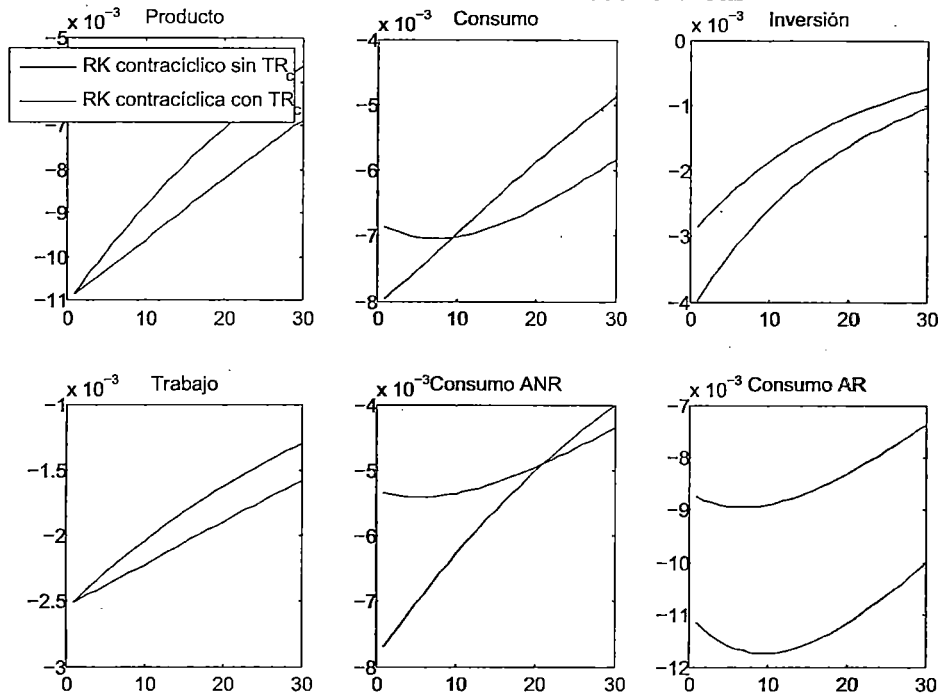 x 10⁻³ Producto
−5
RK contracíclico sin TR_c
RK contracíclica con TR_c
−7
−8
−9
−10
−11
0 10 20 30
x 10⁻³ Consumo
−4
−5
−6
−7
−8
0 10 20 30
x 10⁻³ Inversión
0
−1
−2
−3
−4
0 10 20 30
x 10⁻³ Trabajo
−1
−1.5
−2
−2.5
−3
0 10 20 30
x 10⁻³ Consumo ANR
−4
−5
−6
−7
−8
0 10 20 30
x 10⁻³ Consumo AR
−7
−8
−9
−10
−11
−12
0 10 20 30